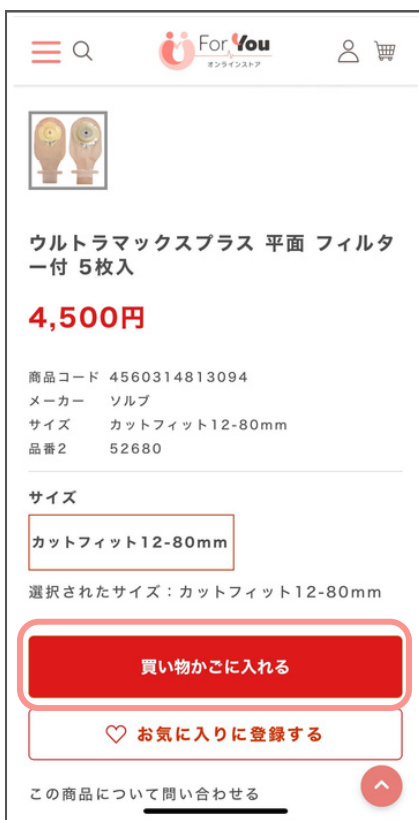 For You
オンラインストア
ウルトラマックスプラス 平面 フィルタ
ー付 5枚入
4,500円
商品コード 4560314813094
メーカー ソルブ
サイズ カットフィット12-80mm
品番2 52680
サイズ
カットフィット12-80mm
選択されたサイズ：カットフィット12-80mm
買い物かごに入れる
お気に入りに登録する
この商品について問い合わせる